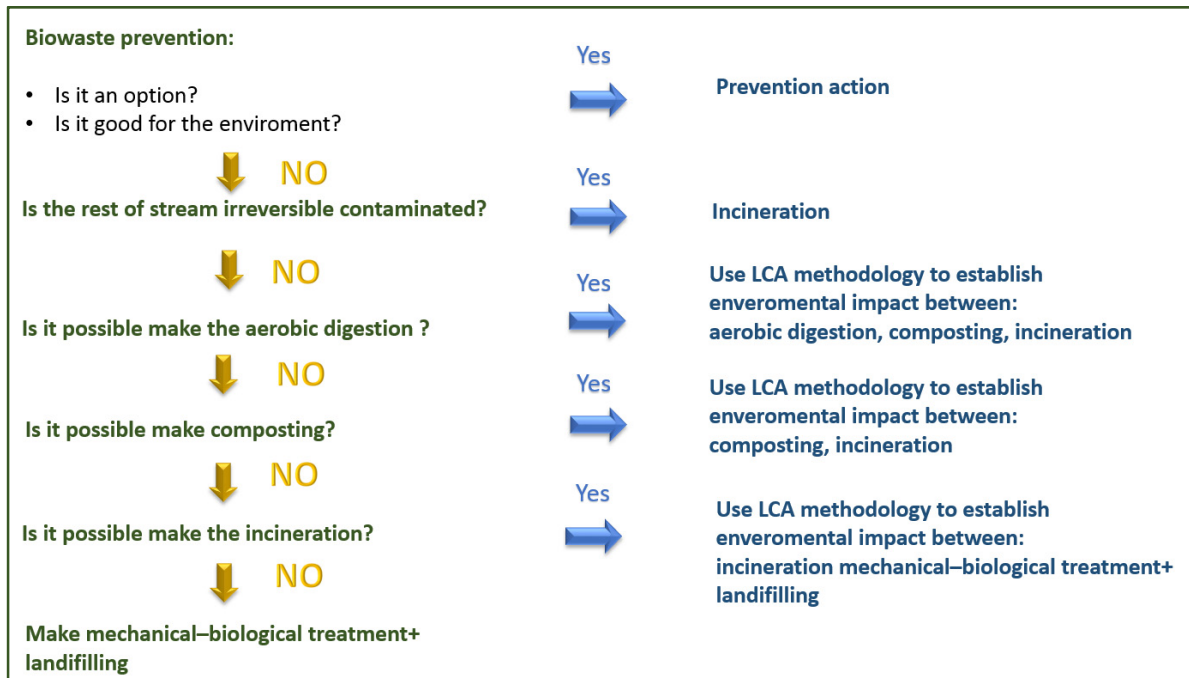 Biowaste prevention:
Yes
• Is it an option?
Prevention action
• Is it good for the enviroment?
NO
Yes
Is the rest of stream irreversible contaminated?
Incineration
NO
Yes
Use LCA methodology to establish
enveromental impact between:
aerobic digestion, composting, incineration
Is it possible make the aerobic digestion ?
NO
Yes
Use LCA methodology to establish
enveromental impact between:
composting, incineration
Is it possible make composting?
NO
Yes
Use LCA methodology to establish
enveromental impact between:
incineration mechanical–biological treatment+
landifilling
Is it possible make the incineration?
NO
Make mechanical–biological treatment+
landifilling